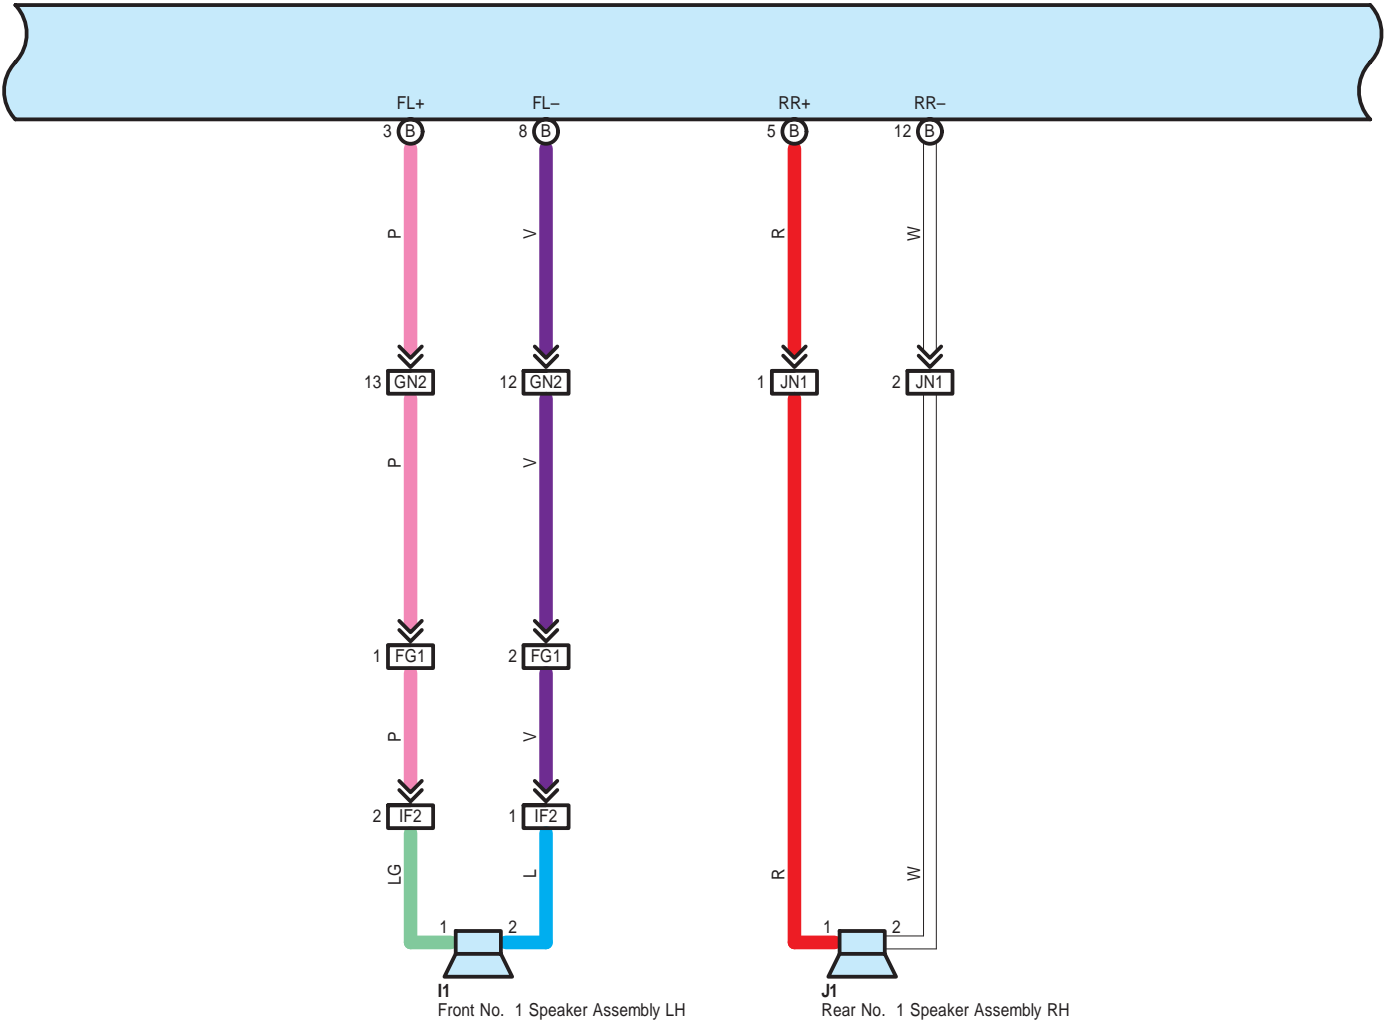 FL+ FL– RR+ RR–
3 B 8 B 5 B 12 B
P V R W
13 GN2 12 GN2 1 JN1 2 JN1
P V
1 FG1 2 FG1
P V
2 IF2 1 IF2
LG L R W
1 2 1 2
I1 J1
Front No. 1 Speaker Assembly LH Rear No. 1 Speaker Assembly RH